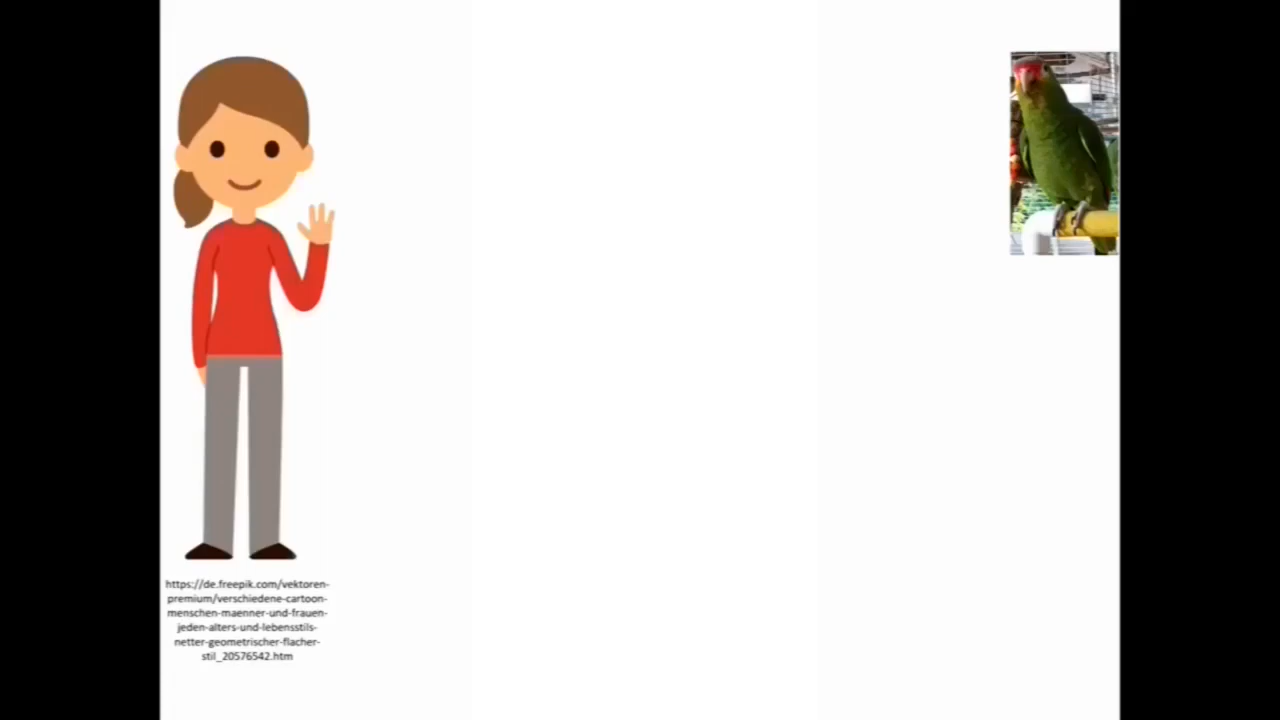 https://de.freepik.com/vektoren-
premium/verschiedene-cartoon-
menschen-maenner-und-frauen-
jeden-alters-und-lebensstils-
netter-geometrischer-flacher-
stil_20576542.htm